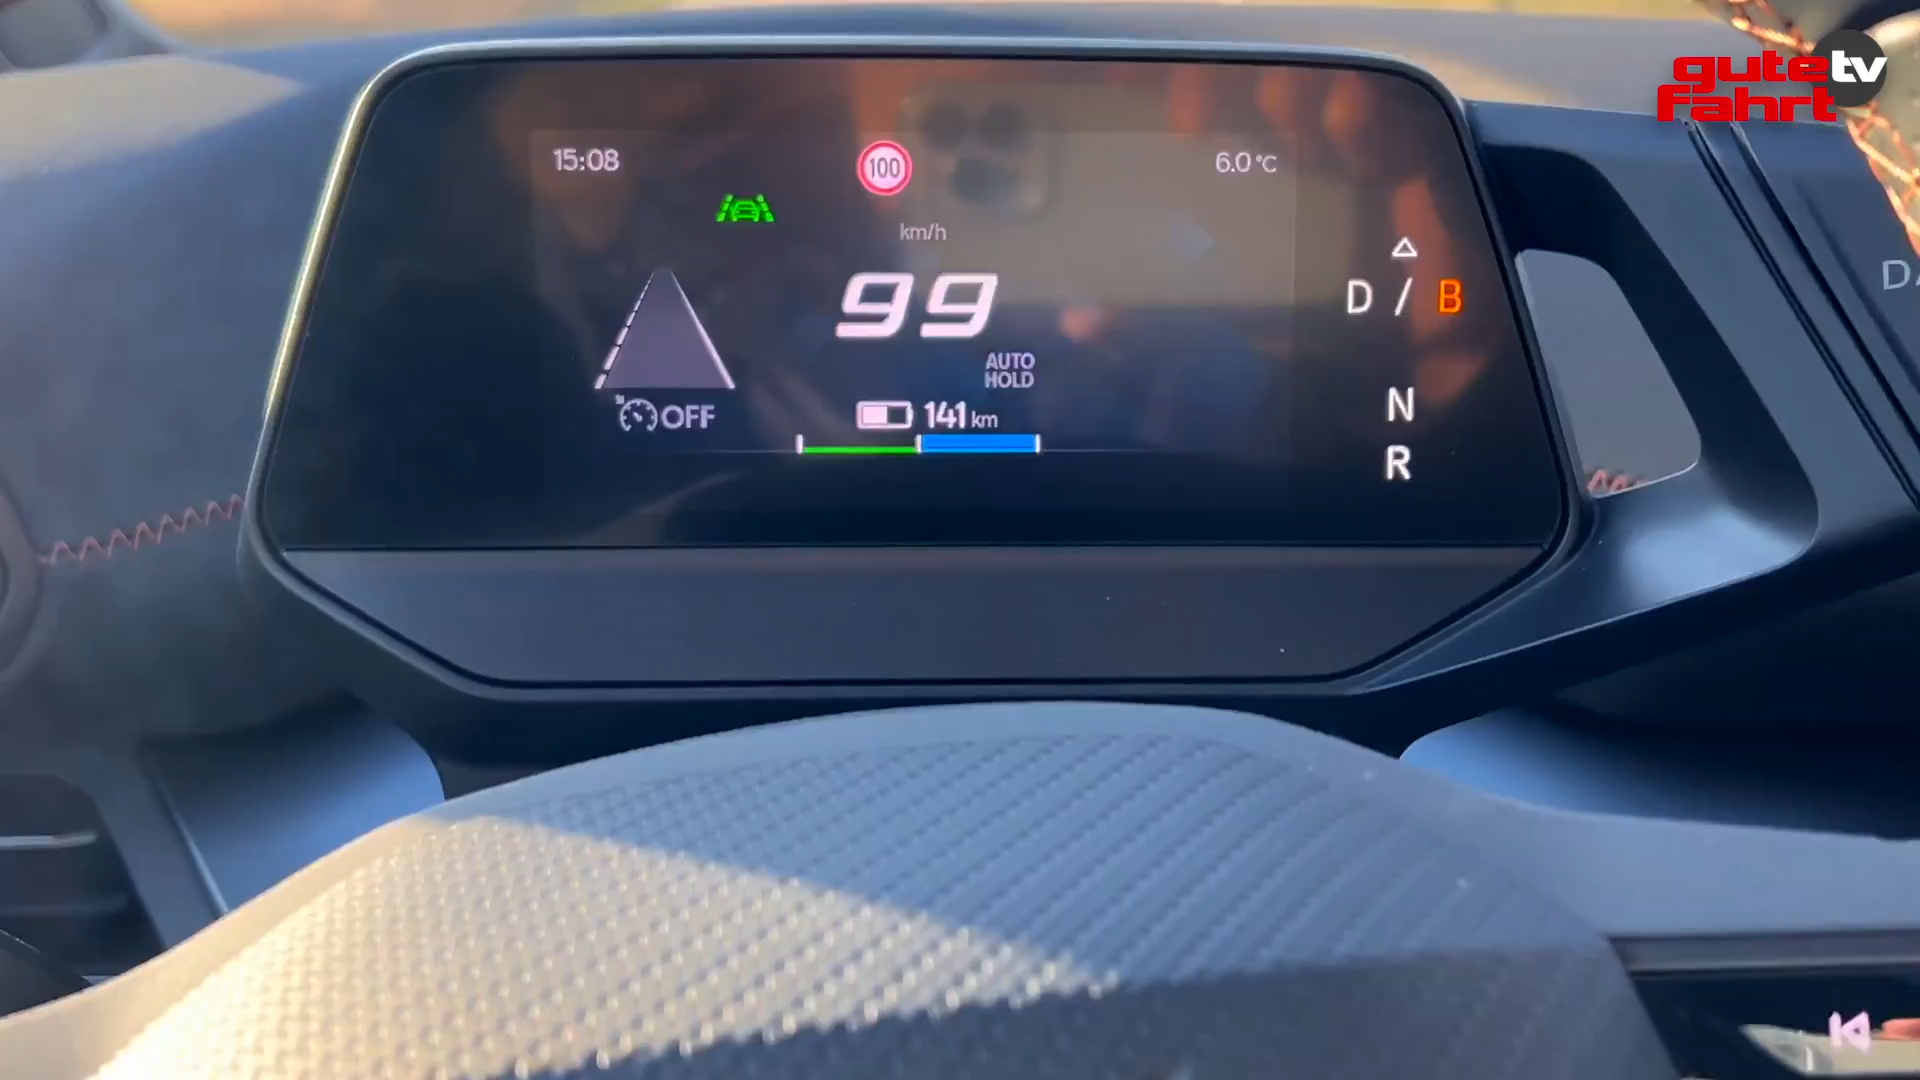 gute tv
fahrt
15:08
100
6.0 °C
km/h
99
D / B
AUTO
HOLD
OFF
141 km
N
R